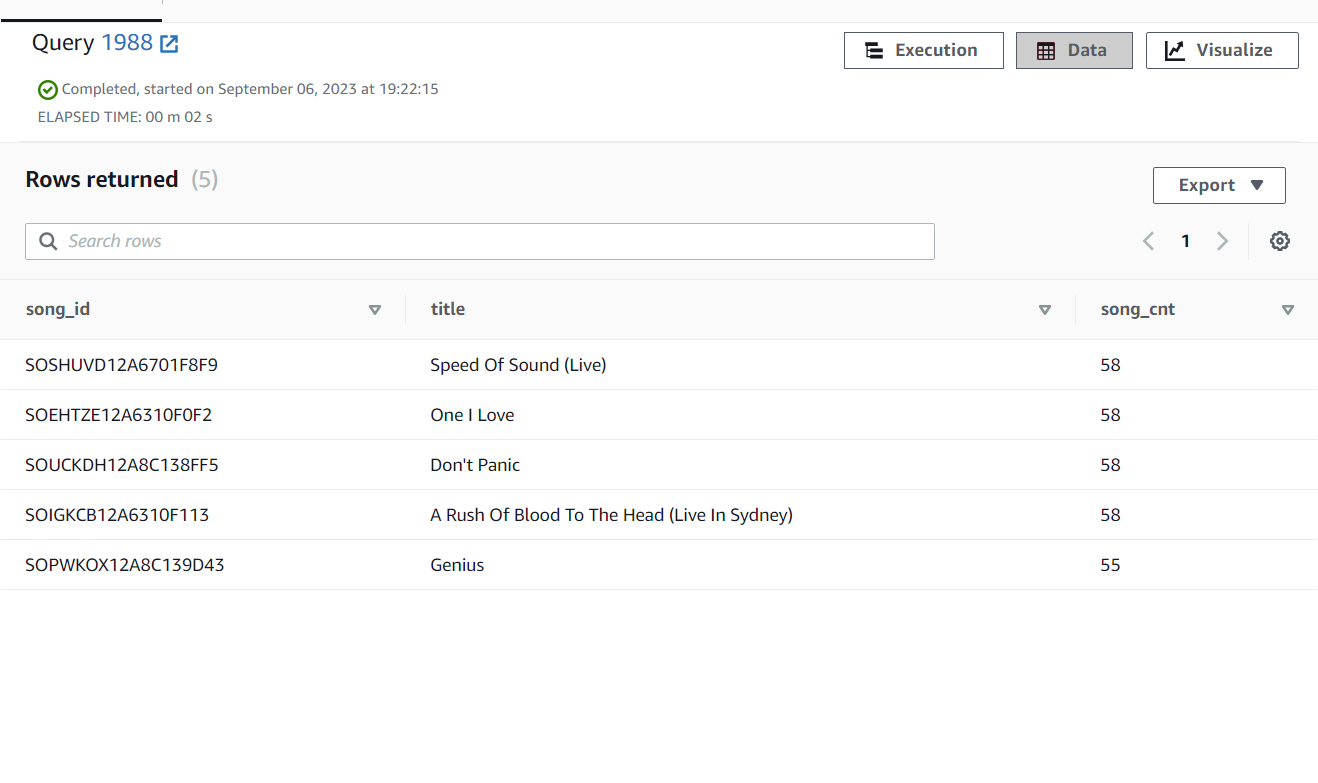 Query 1988
Execution Data Visualize
Completed, started on September 06, 2023 at 19:22:15
ELAPSED TIME: 00 m 02 s
Rows returned (5)
Export
Search rows
1
song_id title song_cnt
SOSHUVD12A6701F8F9 Speed Of Sound (Live) 58
SOEHTZE12A6310F0F2 One I Love 58
SOUCKDH12A8C138FF5 Don't Panic 58
SOIGKCB12A6310F113 A Rush Of Blood To The Head (Live In Sydney) 58
SOPWKOX12A8C139D43 Genius 55